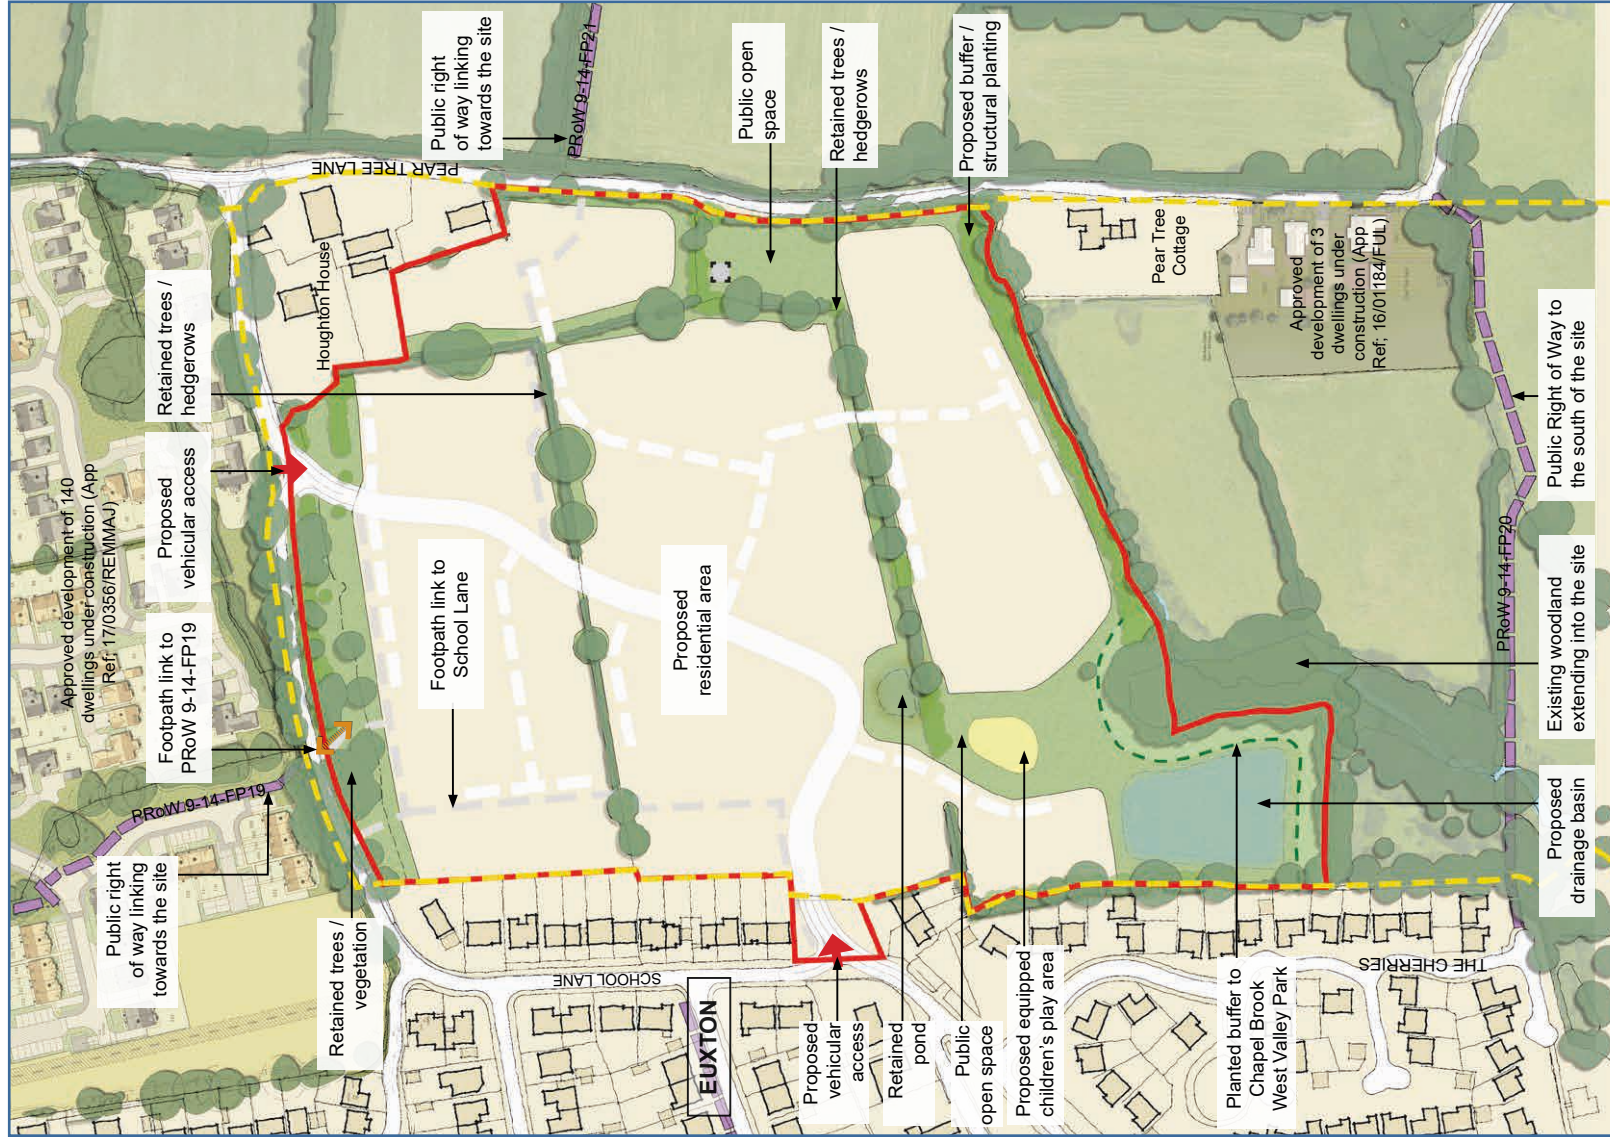 Approved development of 140
dwellings under construction (App
Ref; 17/0356/REMMAJ)
Public right
of way linking
towards the site
PRoW 9-14-FP19
Footpath link to
PRoW 9-14-FP19
Proposed
vehicular access
Retained trees /
hedgerows
Houghton House
PEAR TREE LANE
Public right
of way linking
towards the site
PRoW 9-14-FP21
Retained trees /
vegetation
Footpath link to
School Lane
SCHOOL LANE
EUXTON
Proposed
residential area
Public open
space
Retained trees /
hedgerows
Proposed buffer /
structural planting
Proposed
vehicular
access
Retained
pond
Public
open space
Proposed equipped
children's play area
Pear Tree
Cottage
Approved
development of 3
dwellings under
construction (App
Ref; 16/01184/FUL)
Planted buffer to
Chapel Brook
West Valley Park
THE CHERRIES
Proposed
drainage basin
Existing woodland
extending into the site
PRoW 9-14-FP20
Public Right of Way to
the south of the site